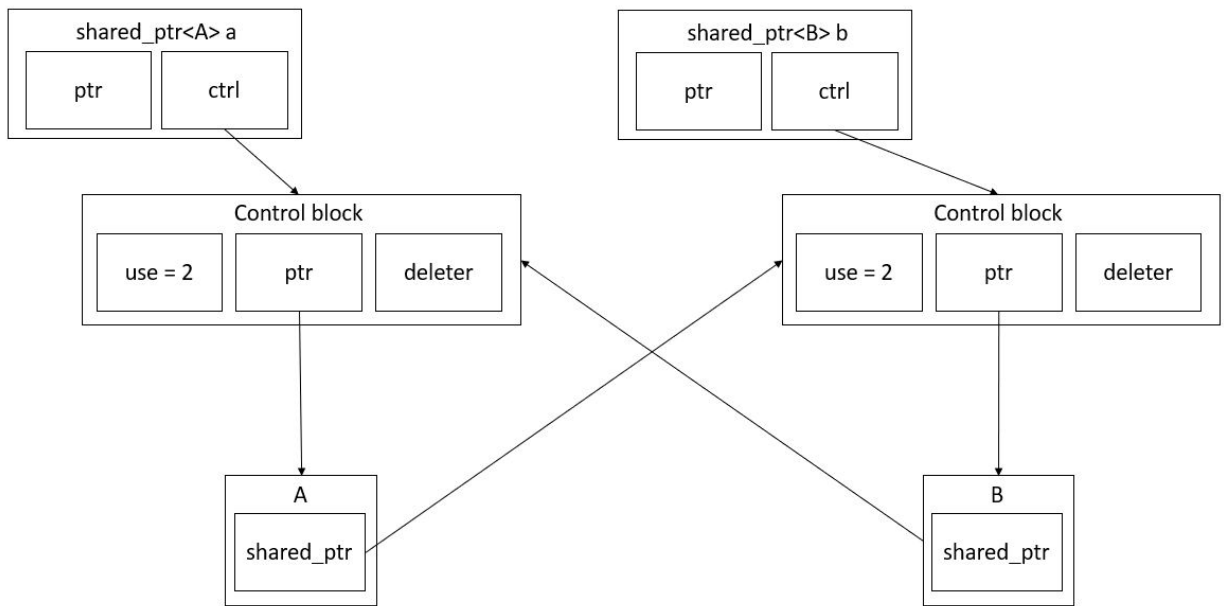 shared_ptr<A> a
ptr
ctrl
shared_ptr<B> b
ptr
ctrl
Control block
use = 2
ptr
deleter
Control block
use = 2
ptr
deleter
A
shared_ptr
B
shared_ptr